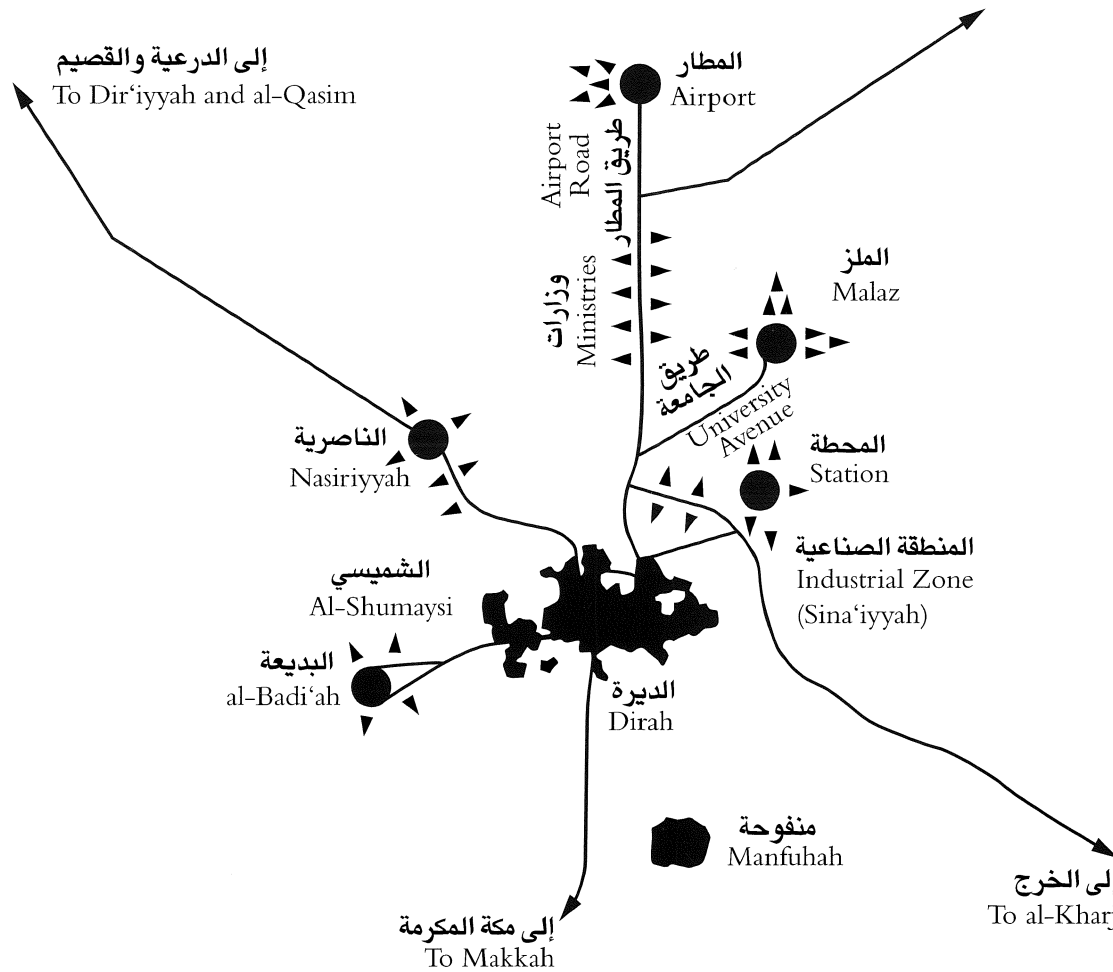 إلى الدرعية والقصيم
To Dir‘iyyah and al-Qasim
المطار
Airport
طريق المطار
Airport
Road
وزارات
Ministries
الملز
Malaz
طريق
الجامعة
University
Avenue
الناصرية
Nasiriyyah
المحطة
Station
المنطقة الصناعية
Industrial Zone
(Sina‘iyyah)
الشميسي
Al-Shumaysi
البديعة
al-Badi‘ah
الديرة
Dirah
منفوحة
Manfuhah
لى الخرج
To al-Kharj
إلى مكة المكرمة
To Makkah